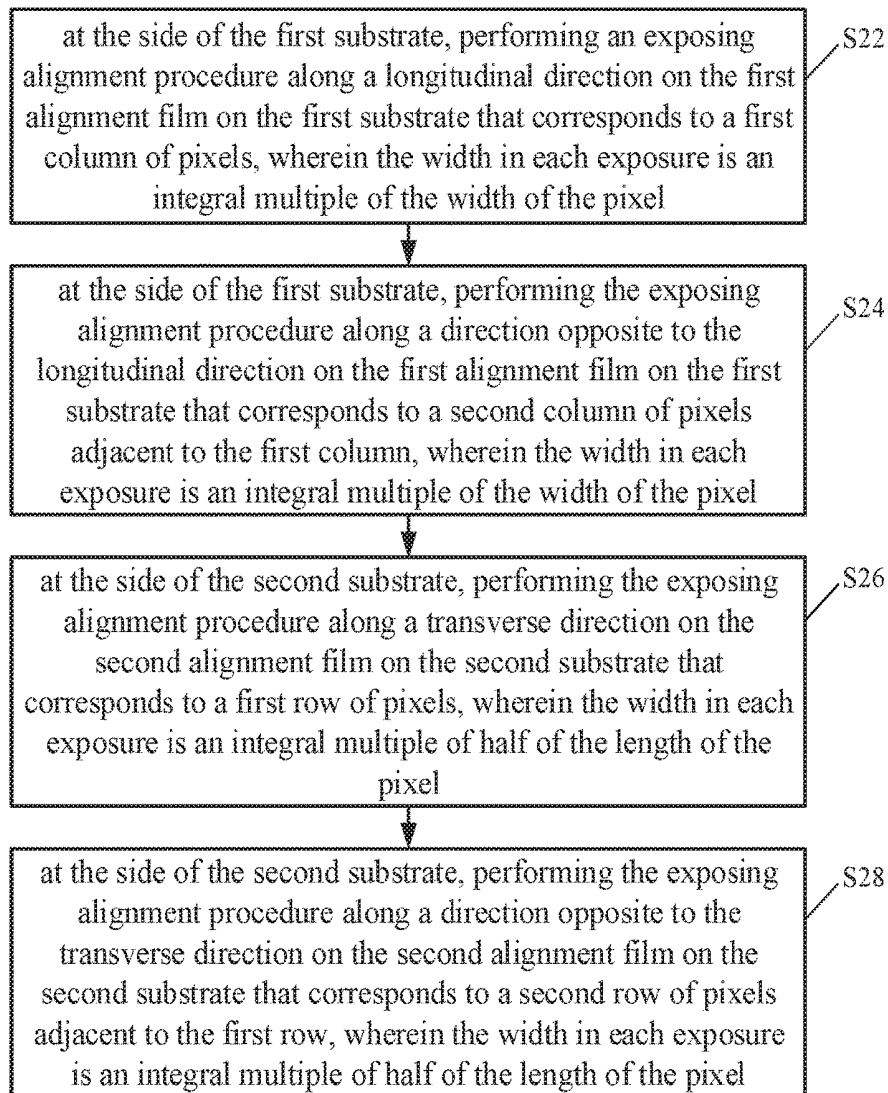 at the side of the first substrate, performing an exposing
alignment procedure along a longitudinal direction on the first
alignment film on the first substrate that corresponds to a first
column of pixels, wherein the width in each exposure is an
integral multiple of the width of the pixel
S22
at the side of the first substrate, performing the exposing
alignment procedure along a direction opposite to the
longitudinal direction on the first alignment film on the first
substrate that corresponds to a second column of pixels
adjacent to the first column, wherein the width in each
exposure is an integral multiple of the width of the pixel
S24
at the side of the second substrate, performing the exposing
alignment procedure along a transverse direction on the
second alignment film on the second substrate that
corresponds to a first row of pixels, wherein the width in each
exposure is an integral multiple of half of the length of the
pixel
S26
at the side of the second substrate, performing the exposing
alignment procedure along a direction opposite to the
transverse direction on the second alignment film on the
second substrate that corresponds to a second row of pixels
adjacent to the first row, wherein the width in each exposure
is an integral multiple of half of the length of the pixel
S28